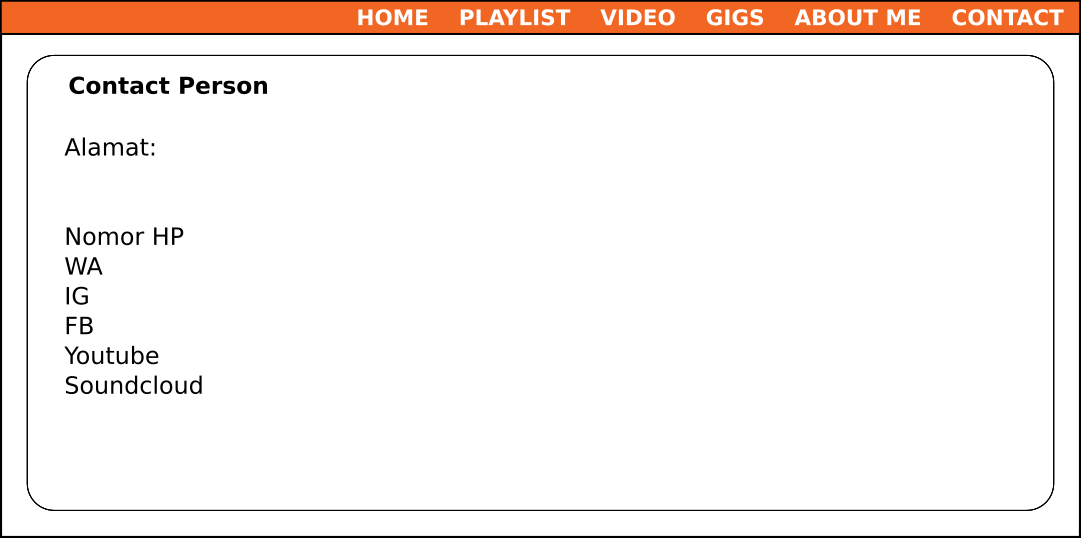 HOME PLAYLIST VIDEO GIGS ABOUT ME CONTACT
Contact Person
Alamat:
Nomor HP
WA
IG
FB
Youtube
Soundcloud